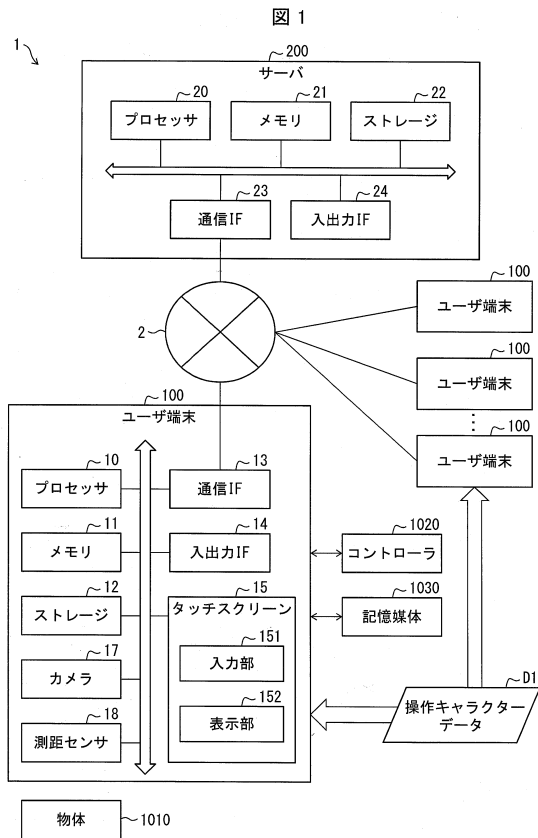 図1
1
200
サーバ
20
21
22
プロセッサ
メモリ
ストレージ
23
24
通信IF
入出力IF
2
100
ユーザ端末
100
ユーザ端末
100
ユーザ端末
100
ユーザ端末
10
13
プロセッサ
通信IF
11
14
メモリ
入出力IF
1020
コントローラ
12
15
ストレージ
タッチスクリーン
1030
記憶媒体
151
入力部
17
カメラ
152
表示部
18
測距センサ
D1
操作キャラクター
データ
物体
1010